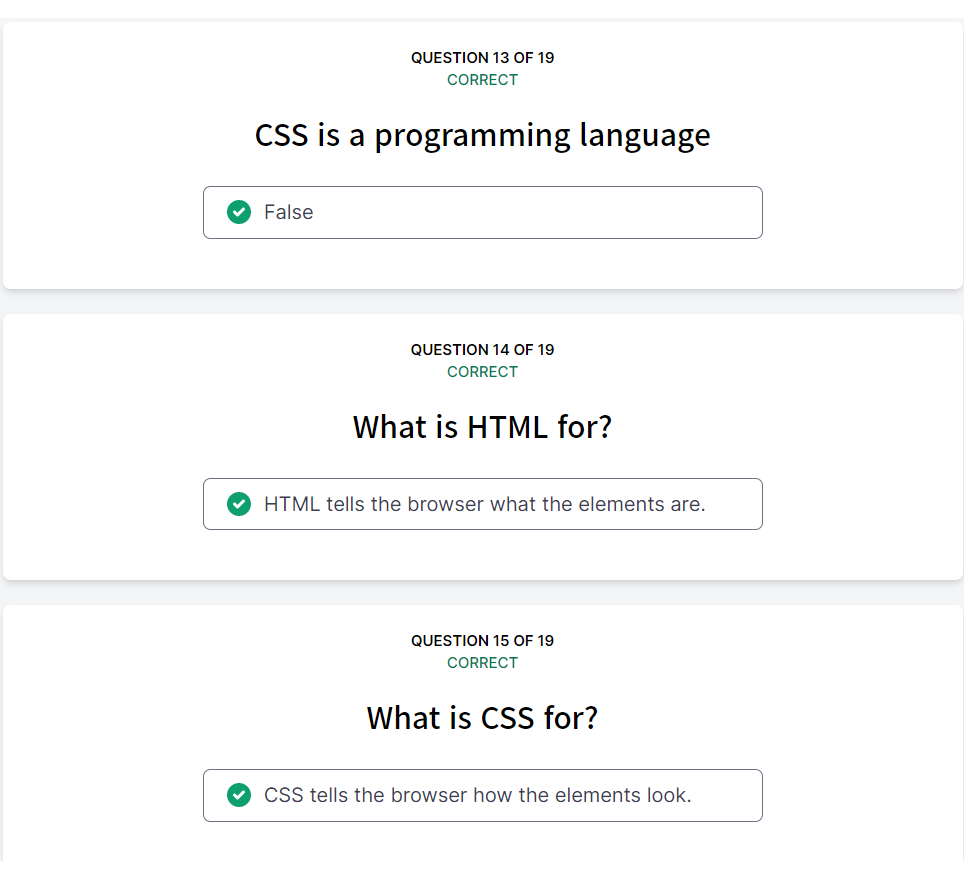 QUESTION 13 OF 19
CORRECT
CSS is a programming language
False
QUESTION 14 OF 19
CORRECT
What is HTML for?
HTML tells the browser what the elements are.
QUESTION 15 OF 19
CORRECT
What is CSS for?
CSS tells the browser how the elements look.